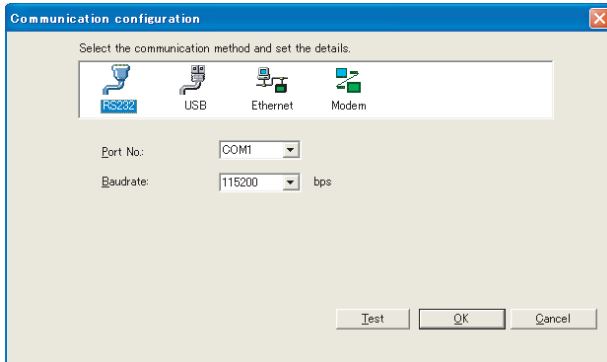 Communication configuration
Select the communication method and set the details.
RS232 USB Ethernet Modem
Port No.: COM1
Baudrate: 115200 bps
Test OK Cancel